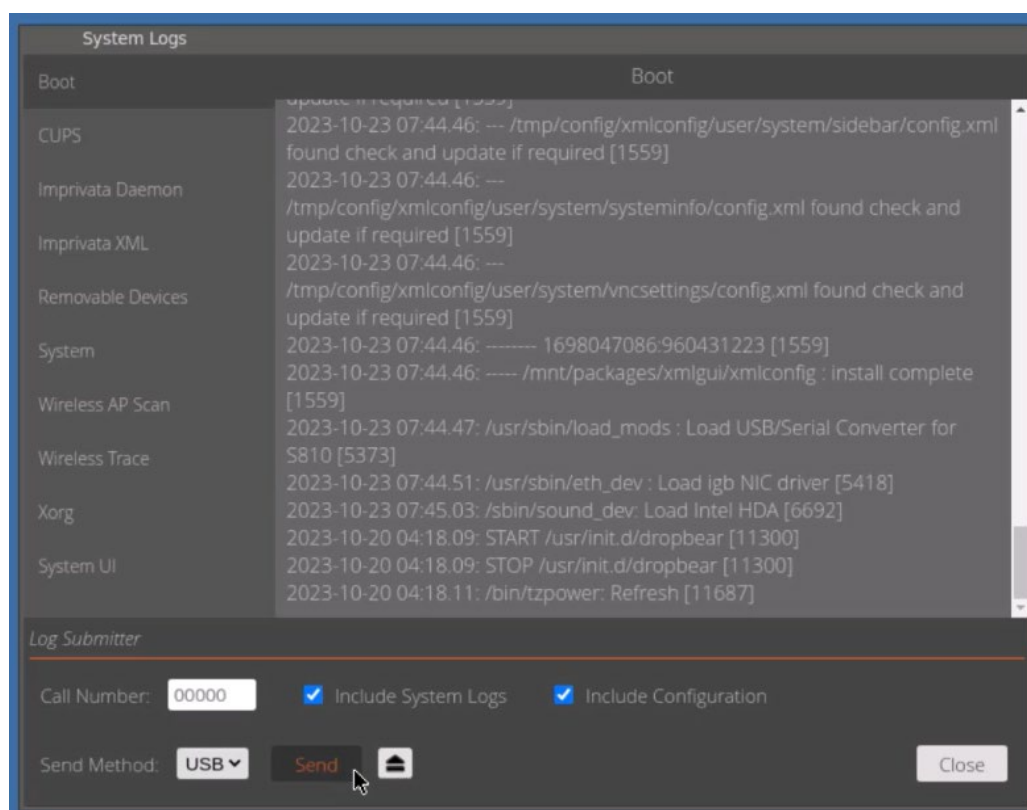 System Logs
Boot
Boot
CUPS
Imprivata Daemon
Imprivata XML
Removable Devices
System
Wireless AP Scan
Wireless Trace
Xorg
System UI
update if required [1559]
2023-10-23 07:44.46: --- /tmp/config/xmlconfig/user/system/sidebar/config.xml
found check and update if required [1559]
2023-10-23 07:44.46: ---
/tmp/config/xmlconfig/user/system/systeminfo/config.xml found check and
update if required [1559]
2023-10-23 07:44.46: ---
/tmp/config/xmlconfig/user/system/vncsettings/config.xml found check and
update if required [1559]
2023-10-23 07:44.46: -------- 1698047086:960431223 [1559]
2023-10-23 07:44.46: ----- /mnt/packages/xmlgui/xmlconfig : install complete
[1559]
2023-10-23 07:44.47: /usr/sbin/load_mods : Load USB/Serial Converter for
S810 [5373]
2023-10-23 07:44.51: /usr/sbin/eth_dev : Load igb NIC driver [5418]
2023-10-23 07:45.03: /sbin/sound_dev: Load Intel HDA [6692]
2023-10-20 04:18.09: START /usr/init.d/dropbear [11300]
2023-10-20 04:18.09: STOP /usr/init.d/dropbear [11300]
2023-10-20 04:18.11: /bin/tzpower: Refresh [11687]
Log Submitter
Call Number: 00000 Include System Logs Include Configuration
Send Method: USB Send Close